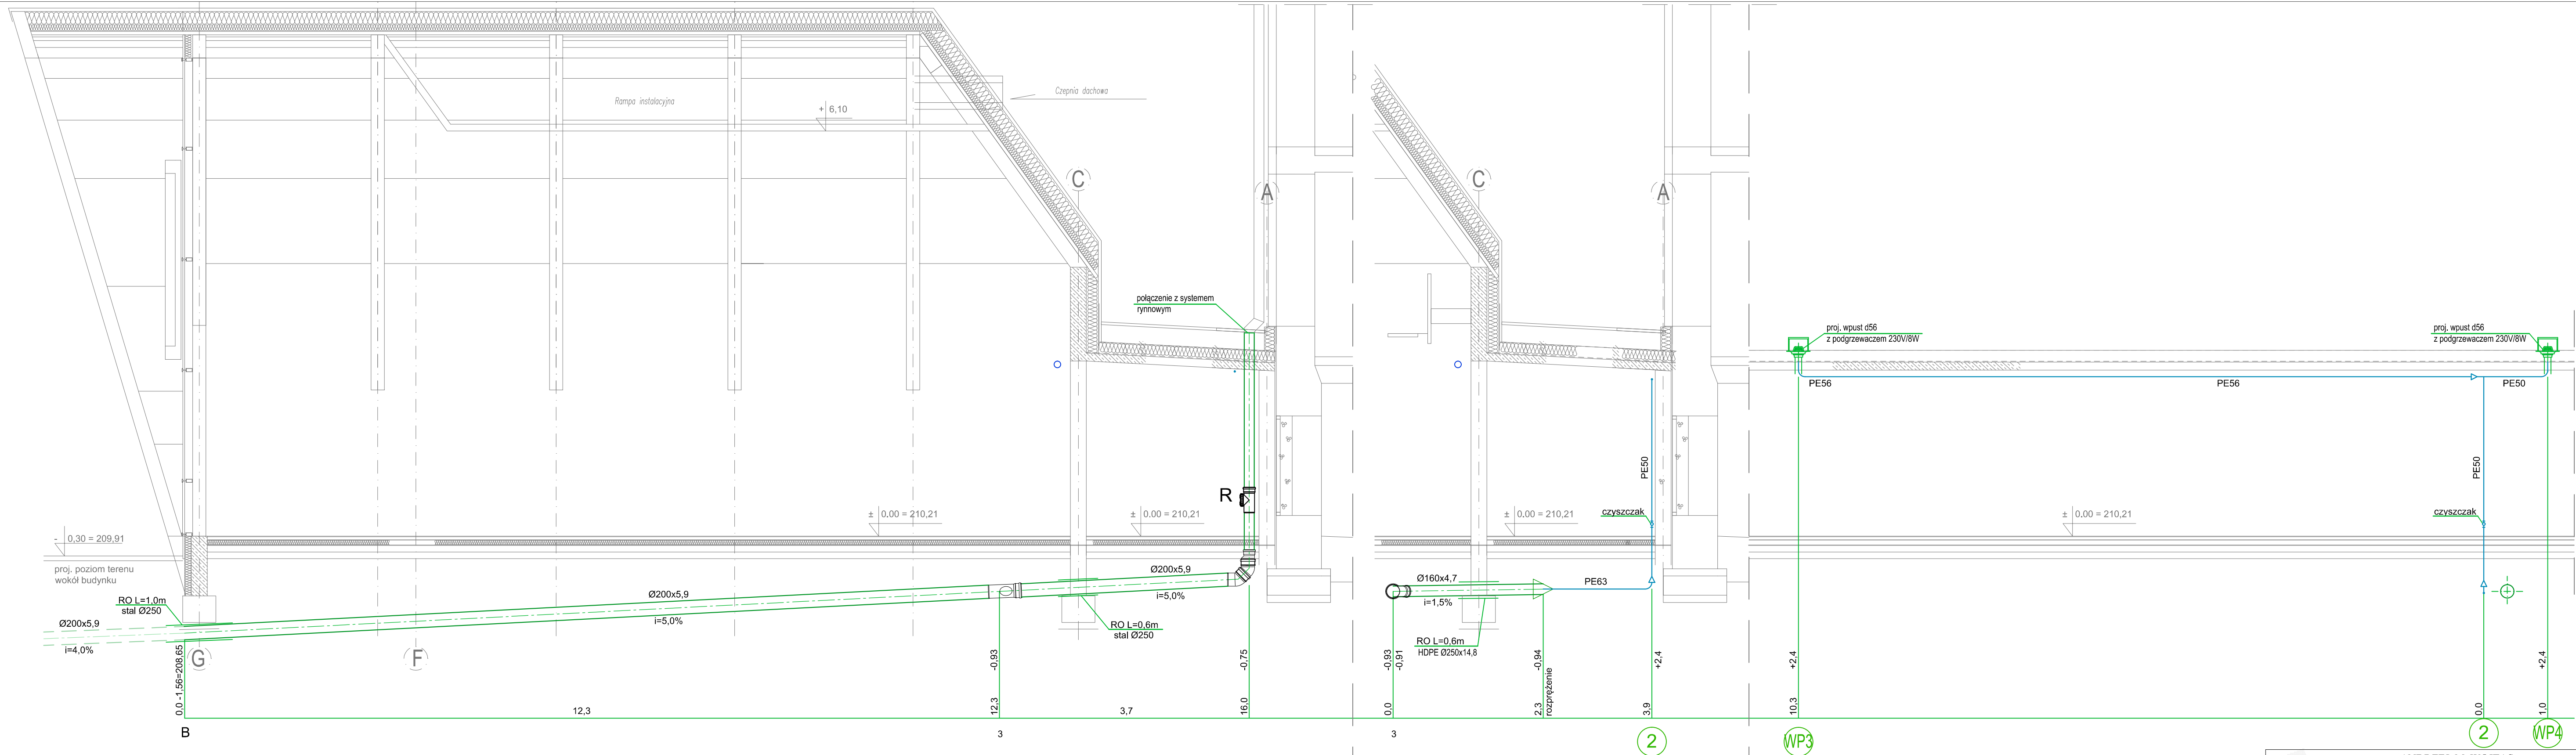 Rampa instalacyjna
+ 6,10
Czepnia dachowa
C
A
C
A
połączenie z systemem
rynnowym
R
proj. wpust d56
z podgrzewaczem 230V/8W
proj. wpust d56
z podgrzewaczem 230V/8W
PE56
PE56
PE50
PE50
PE50
czyszczak
czyszczak
± 0,00 = 210,21
± 0,00 = 210,21
± 0,00 = 210,21
± 0,00 = 210,21
- 0,30 = 209,91
proj. poziom terenu
wokół budynku
RO L=1,0m
stal Ø250
Ø200x5,9
i=4,0%
G
F
Ø200x5,9
i=5,0%
Ø200x5,9
i=5,0%
RO L=0,6m
stal Ø250
Ø160x4,7
i=1,5%
PE63
RO L=0,6m
HDPE Ø250x14,8
0,0 -1,56=208,65
12,3 -0,93
16,0 -0,75
0,0 -0,93
-0,91
2,3 -0,94
rozprężenie
3,9 +2,4
10,3 +2,4
0,0
1,0 +2,4
12,3
3,7
B
3
3
2
WP3
2
WP4